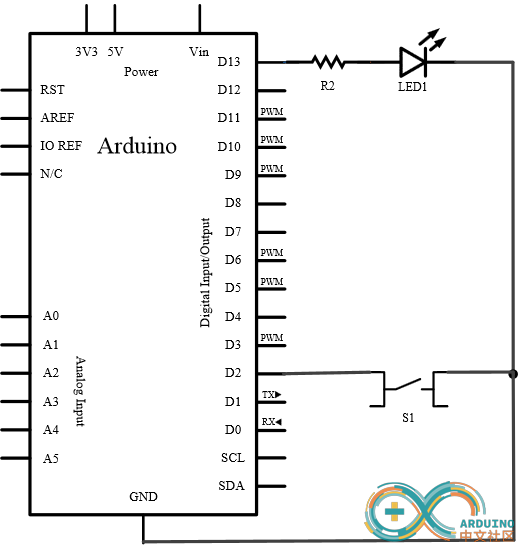 3V3 5V Vin
Power
D13
R2
LED1
RST
D12
AREF
D11 PWM
IO REF
Arduino
D10 PWM
N/C
D9 PWM
D8
D7
Digital Input/Output
D6 PWM
D5 PWM
A0
D4
A1
D3 PWM
A2
D2
Analog Input
A3
D1 TX
S1
A4
D0 RX
A5
SCL
SDA
GND
ARDUINO
中文社区